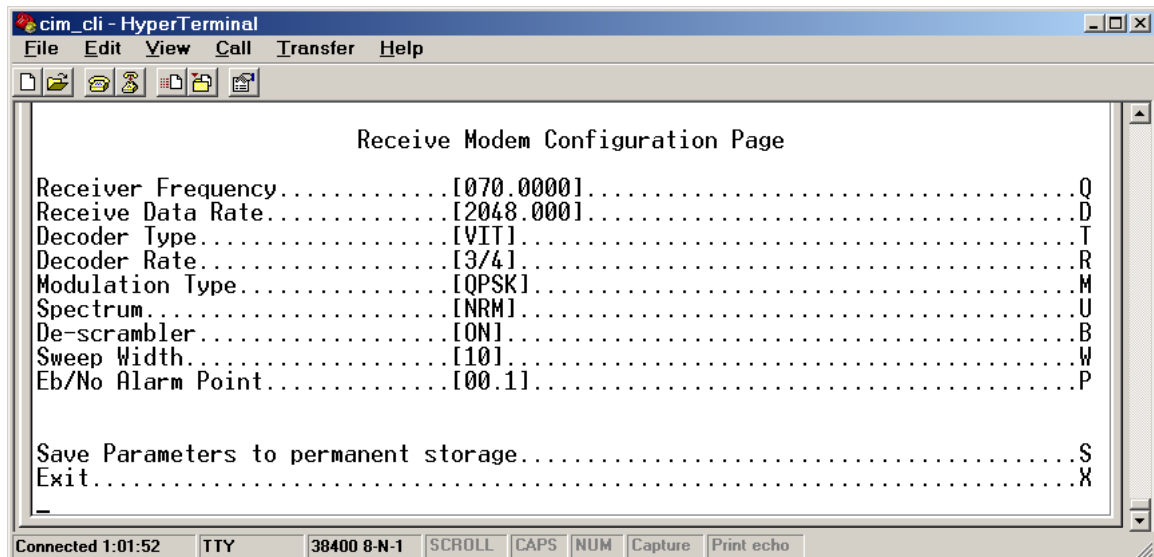 cim_cli - HyperTerminal
File Edit View Call Transfer Help
Receive Modem Configuration Page
Receiver Frequency.............[070.0000]....................................Q
Receive Data Rate..............[2048.000]....................................D
Decoder Type...................[VIT].........................................T
Decoder Rate...................[3/4].........................................R
Modulation Type................[QPSK]........................................M
Spectrum.......................[NRM].........................................U
De-scrambler...................[ON]..........................................B
Sweep Width....................[10]..........................................W
Eb/No Alarm Point..............[00.1]........................................P
Save Parameters to permanent storage.........................................S
Exit.........................................................................X
_
Connected 1:01:52 TTY 38400 8-N-1 SCROLL CAPS NUM Capture Print echo